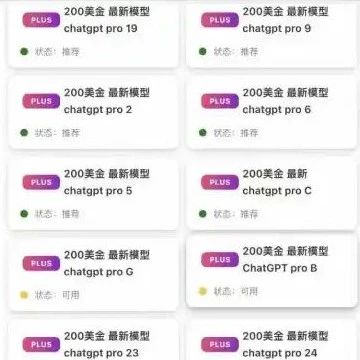 PLUS
200美金 最新模型
chatgpt pro 19
状态：推荐
PLUS
200美金 最新模型
chatgpt pro 9
状态：推荐
PLUS
200美金 最新模型
chatgpt pro 2
状态：推荐
PLUS
200美金 最新模型
chatgpt pro 6
状态：推荐
PLUS
200美金 最新模型
chatgpt pro 5
状态：推荐
PLUS
200美金 最新
chatgpt pro C
状态：推荐
PLUS
200美金 最新模型
chatgpt pro G
状态：可用
PLUS
200美金 最新模型
ChatGPT pro B
状态：可用
PLUS
200美金 最新模型
chatgpt pro 23
PLUS
200美金 最新模型
chatgpt pro 24